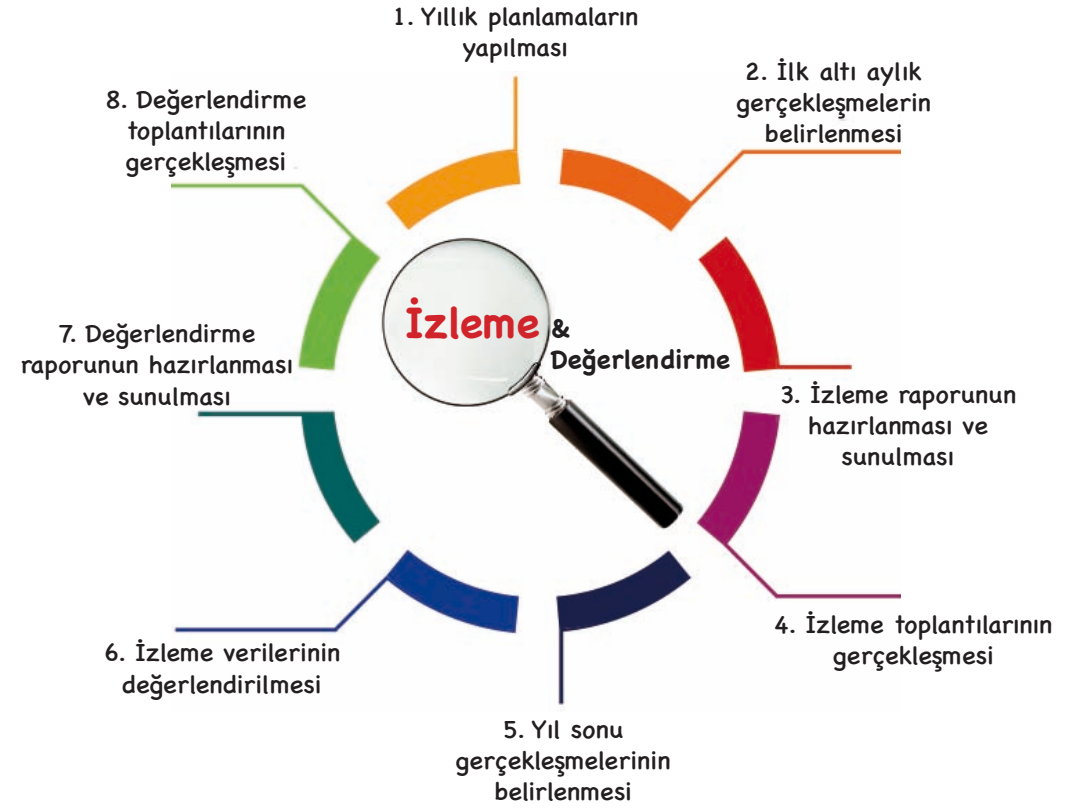 1. Yıllık planlamaların
yapılması
2. İlk altı aylık
gerçekleşmelerin
belirlenmesi
3. İzleme raporunun
hazırlanması ve
sunulması
4. İzleme toplantılarının
gerçekleşmesi
5. Yıl sonu
gerçekleşmelerinin
belirlenmesi
6. İzleme verilerinin
değerlendirilmesi
7. Değerlendirme
raporunun hazırlanması
ve sunulması
8. Değerlendirme
toplantılarının
gerçekleşmesi
İzleme &
Değerlendirme